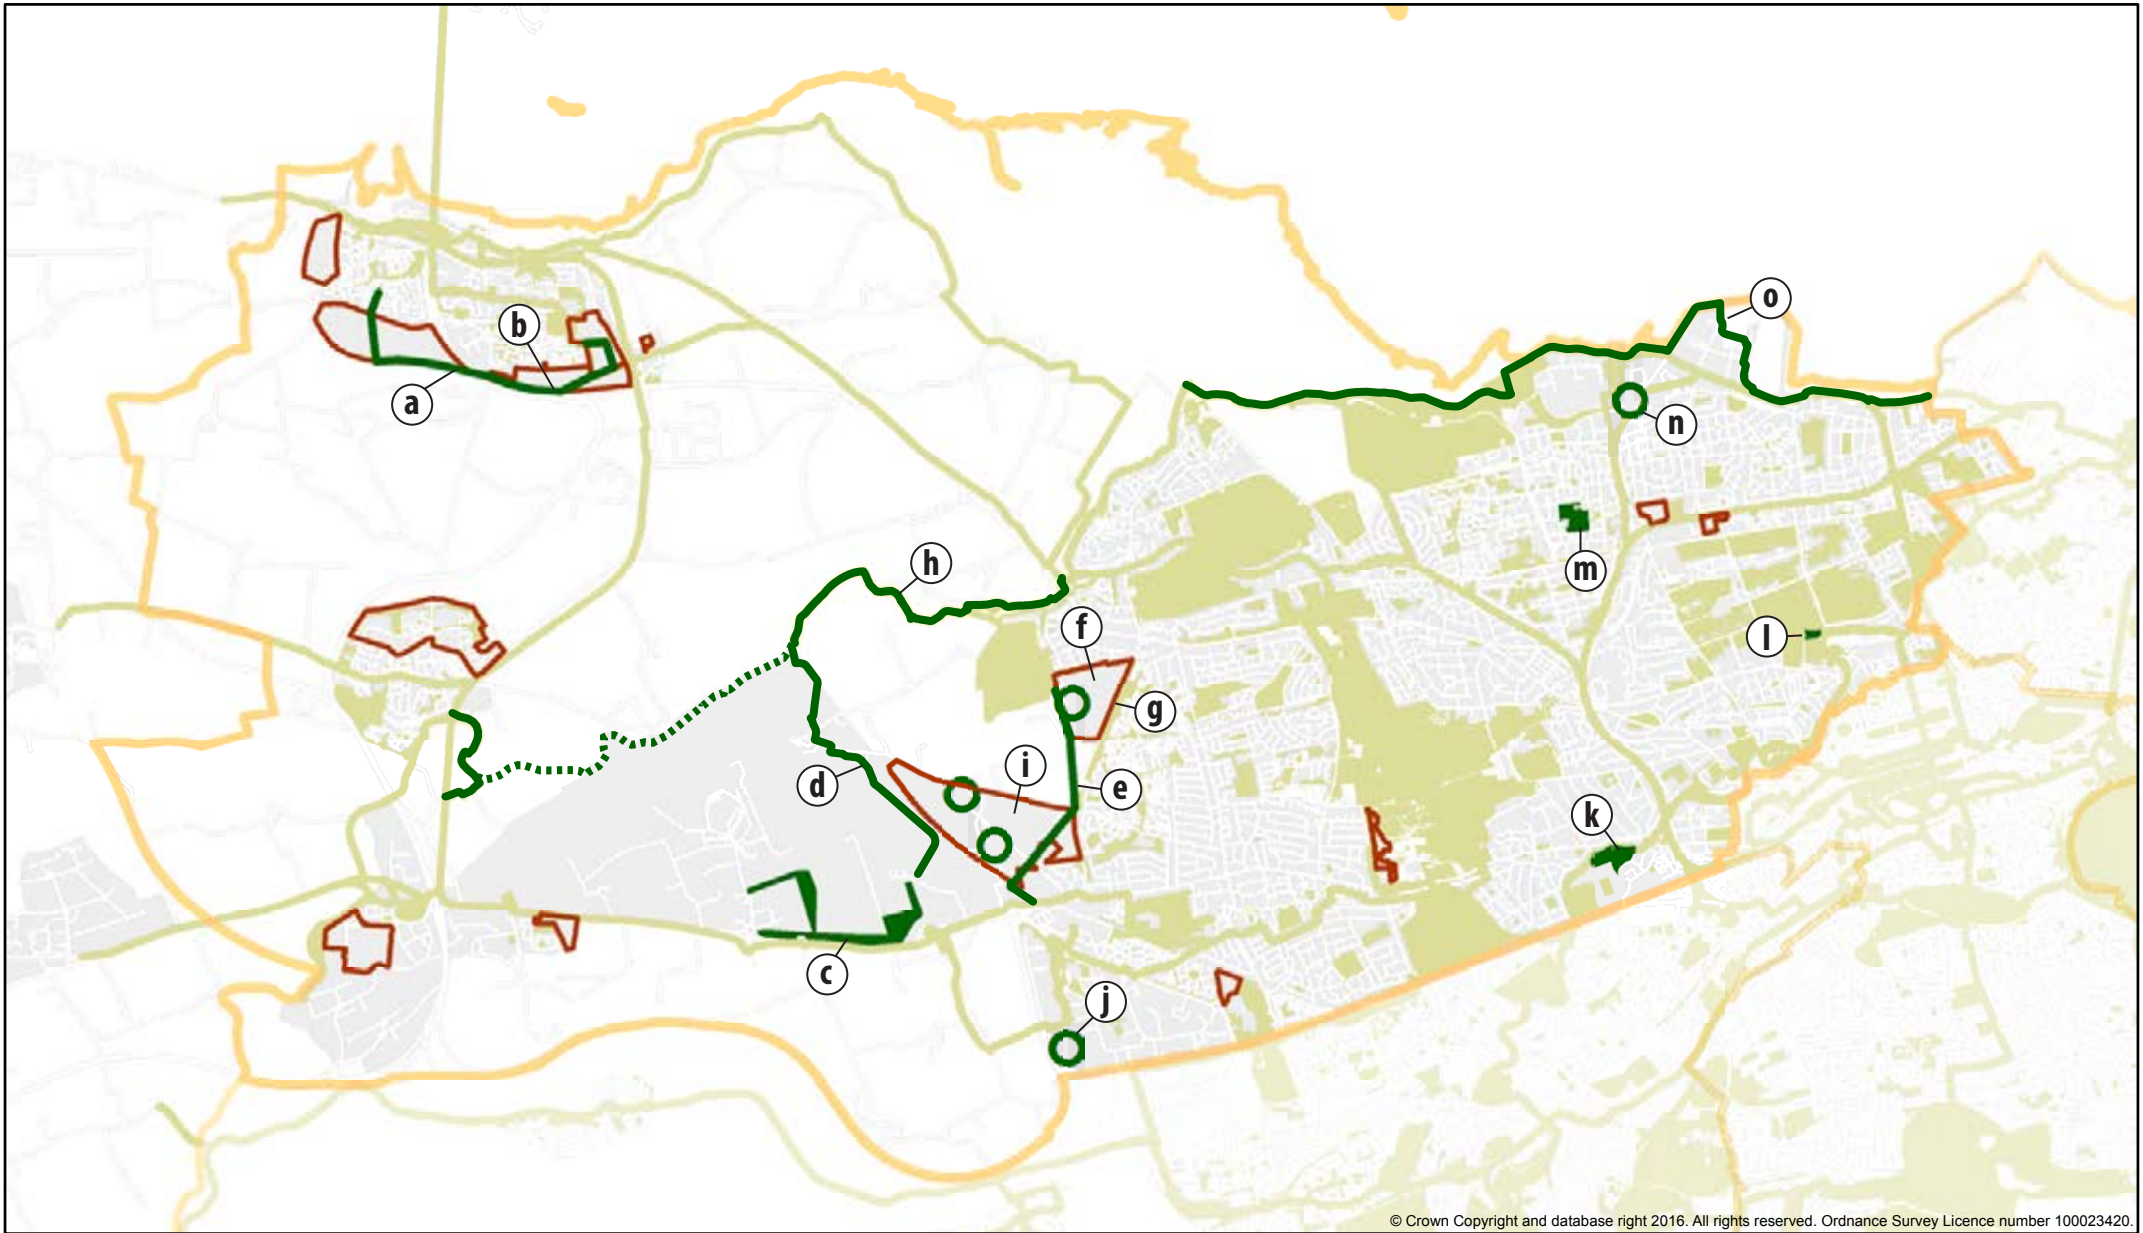 o
b
a
n
h
m
f
l
g
i
d
e
k
c
j
© Crown Copyright and database right 2016. All rights reserved. Ordnance Survey Licence number 100023420.